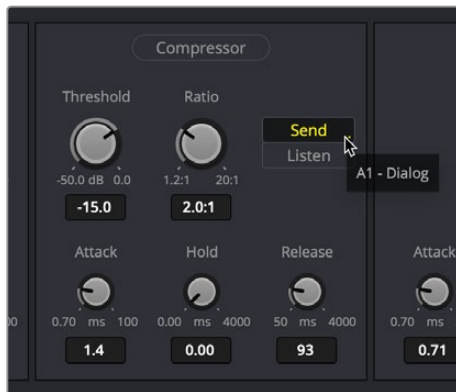 Compressor
Threshold Ratio
Send
Listen
-50.0 dB 0.0 1.2:1 20:1
A1 - Dialog
-15.0 2.0:1
Attack Hold Release Attack
00 0.70 ms 100 0.00 ms 4000 50 ms 4000 0.70 ms
1.4 0.00 93 0.71